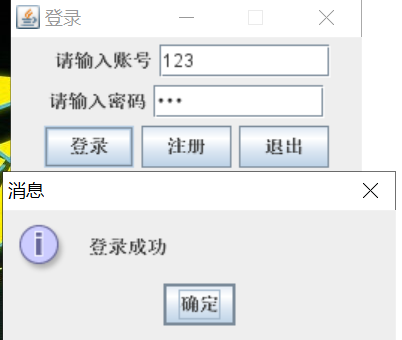 登录
请输入账号 123
请输入密码 •••
登录 注册 退出
消息
登录成功
确定